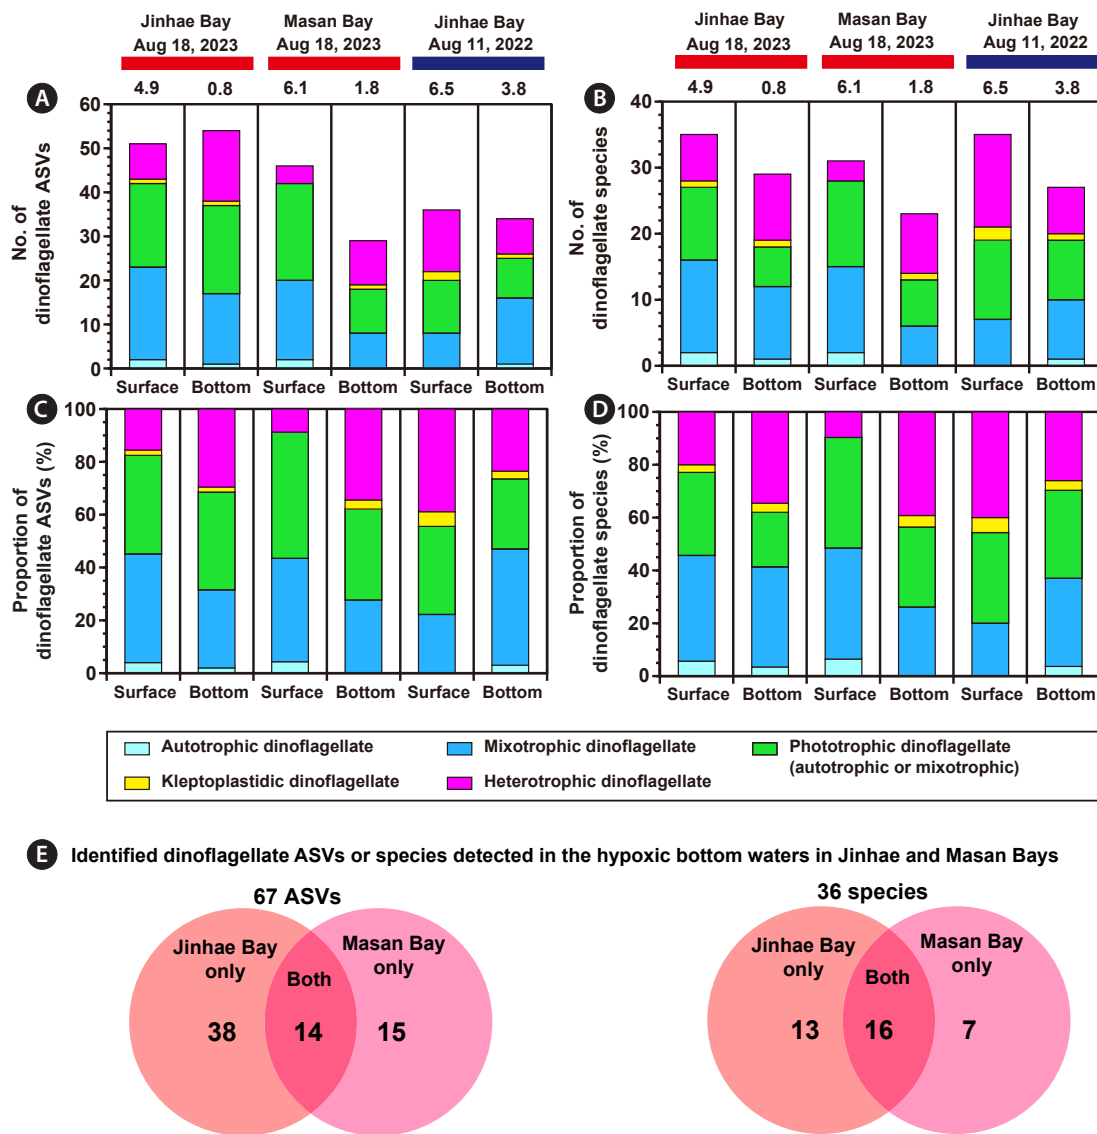 Jinhae Bay
Aug 18, 2023
Masan Bay
Aug 18, 2023
Jinhae Bay
Aug 11, 2022
4.9 0.8 6.1 1.8 6.5 3.8
A
No. of
dinoflagellate ASVs
60
50
40
30
20
10
0
Surface Bottom Surface Bottom Surface Bottom
Jinhae Bay
Aug 18, 2023
Masan Bay
Aug 18, 2023
Jinhae Bay
Aug 11, 2022
4.9 0.8 6.1 1.8 6.5 3.8
B
No. of
dinoflagellate species
40
30
20
10
0
Surface Bottom Surface Bottom Surface Bottom
C
Proportion of
dinoflagellate ASVs (%)
100
80
60
40
20
0
Surface Bottom Surface Bottom Surface Bottom
D
Proportion of
dinoflagellate species (%)
100
80
60
40
20
0
Surface Bottom Surface Bottom Surface Bottom
Autotrophic dinoflagellate
Mixotrophic dinoflagellate
Phototrophic dinoflagellate
(autotrophic or mixotrophic)
Kleptoplastidic dinoflagellate
Heterotrophic dinoflagellate
E Identified dinoflagellate ASVs or species detected in the hypoxic bottom waters in Jinhae and Masan Bays
67 ASVs
Jinhae Bay
only
Both
Masan Bay
only
38 14 15
36 species
Jinhae Bay
only
Both
Masan Bay
only
13 16 7